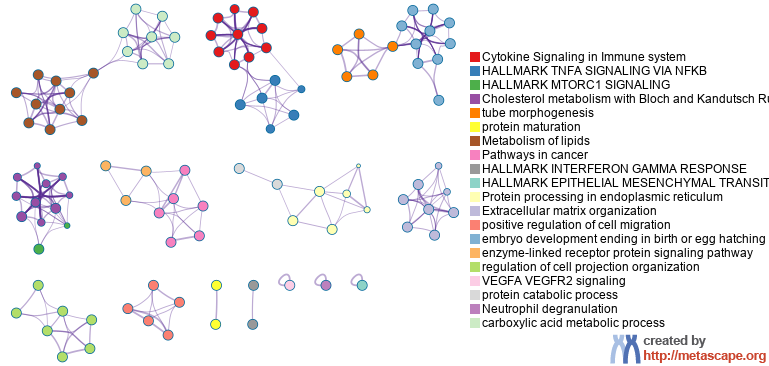 Cytokine Signaling in Immune system
HALLMARK TNFA SIGNALING VIA NFKB
HALLMARK MTORC1 SIGNALING
Cholesterol metabolism with Bloch and Kandutsch Ru
tube morphogenesis
protein maturation
Metabolism of lipids
Pathways in cancer
HALLMARK INTERFERON GAMMA RESPONSE
HALLMARK EPITHELIAL MESENCHYMAL TRANSIT
Protein processing in endoplasmic reticulum
Extracellular matrix organization
positive regulation of cell migration
embryo development ending in birth or egg hatching
enzyme-linked receptor protein signaling pathway
regulation of cell projection organization
VEGFA VEGFR2 signaling
protein catabolic process
Neutrophil degranulation
carboxylic acid metabolic process
created by
http://metascape.org